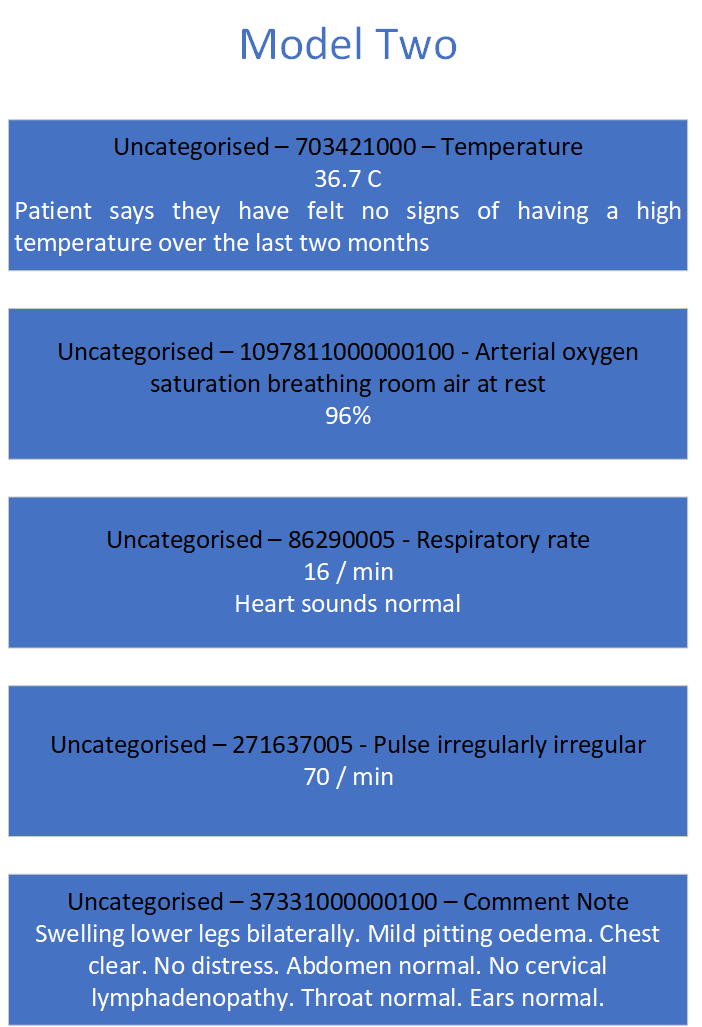 Model Two
Uncategorised – 703421000 – Temperature
36.7 C
Patient says they have felt no signs of having a high
temperature over the last two months
Uncategorised – 1097811000000100 - Arterial oxygen
saturation breathing room air at rest
96%
Uncategorised – 86290005 - Respiratory rate
16 / min
Heart sounds normal
Uncategorised – 271637005 - Pulse irregularly irregular
70 / min
Uncategorised – 37331000000100 – Comment Note
Swelling lower legs bilaterally. Mild pitting oedema. Chest
clear. No distress. Abdomen normal. No cervical
lymphadenopathy. Throat normal. Ears normal.